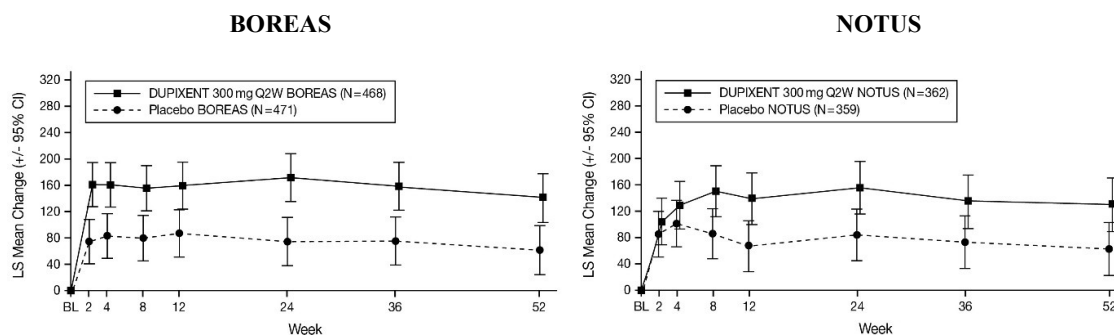 BOREAS
NOTUS
LS Mean Change (+/- 95% CI)
320
280
240
200
160
120
80
40
0
DUPIXENT 300 mg Q2W BOREAS (N=468)
Placebo BOREAS (N=471)
BL 2 4 8 12 24 36 52
Week
LS Mean Change (+/- 95% CI)
320
280
240
200
160
120
80
40
0
DUPIXENT 300 mg Q2W NOTUS (N=362)
Placebo NOTUS (N=359)
BL 2 4 8 12 24 36 52
Week